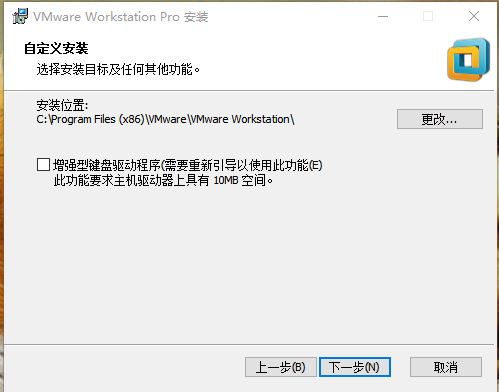 VMware Workstation Pro 安装
自定义安装
选择安装目标及任何其他功能。
安装位置:
C:\Program Files (x86)\VMware\VMware Workstation\
更改...
增强型键盘驱动程序(需要重新引导以使用此功能(E)
此功能要求主机驱动器上具有 10MB 空间。
上一步(B)
下一步(N)
取消